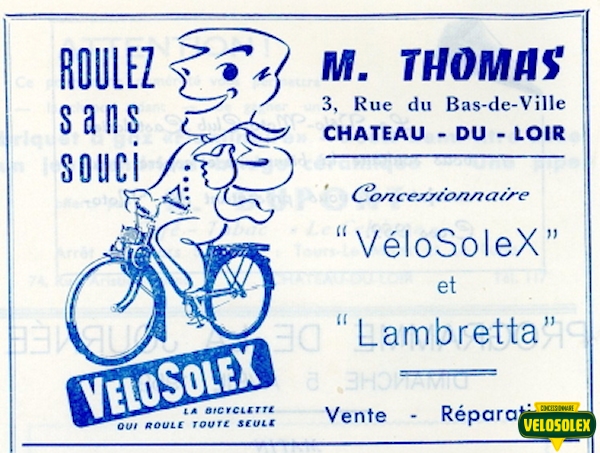 ROULEZ
sans
souci
VELOSOLEX
LA BICYCLETTE
QUI ROULE TOUTE SEULE
M. THOMAS
3, Rue du Bas-de-Ville
CHATEAU - DU - LOIR
Concessionnaire
"VéloSoleX"
et
"Lambretta"
Vente - Réparati
CONCESSIONNAIRE
VELOSOLEX